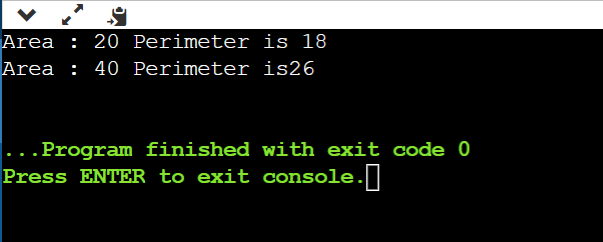 Area : 20 Perimeter is 18
Area : 40 Perimeter is26
...Program finished with exit code 0
Press ENTER to exit console.